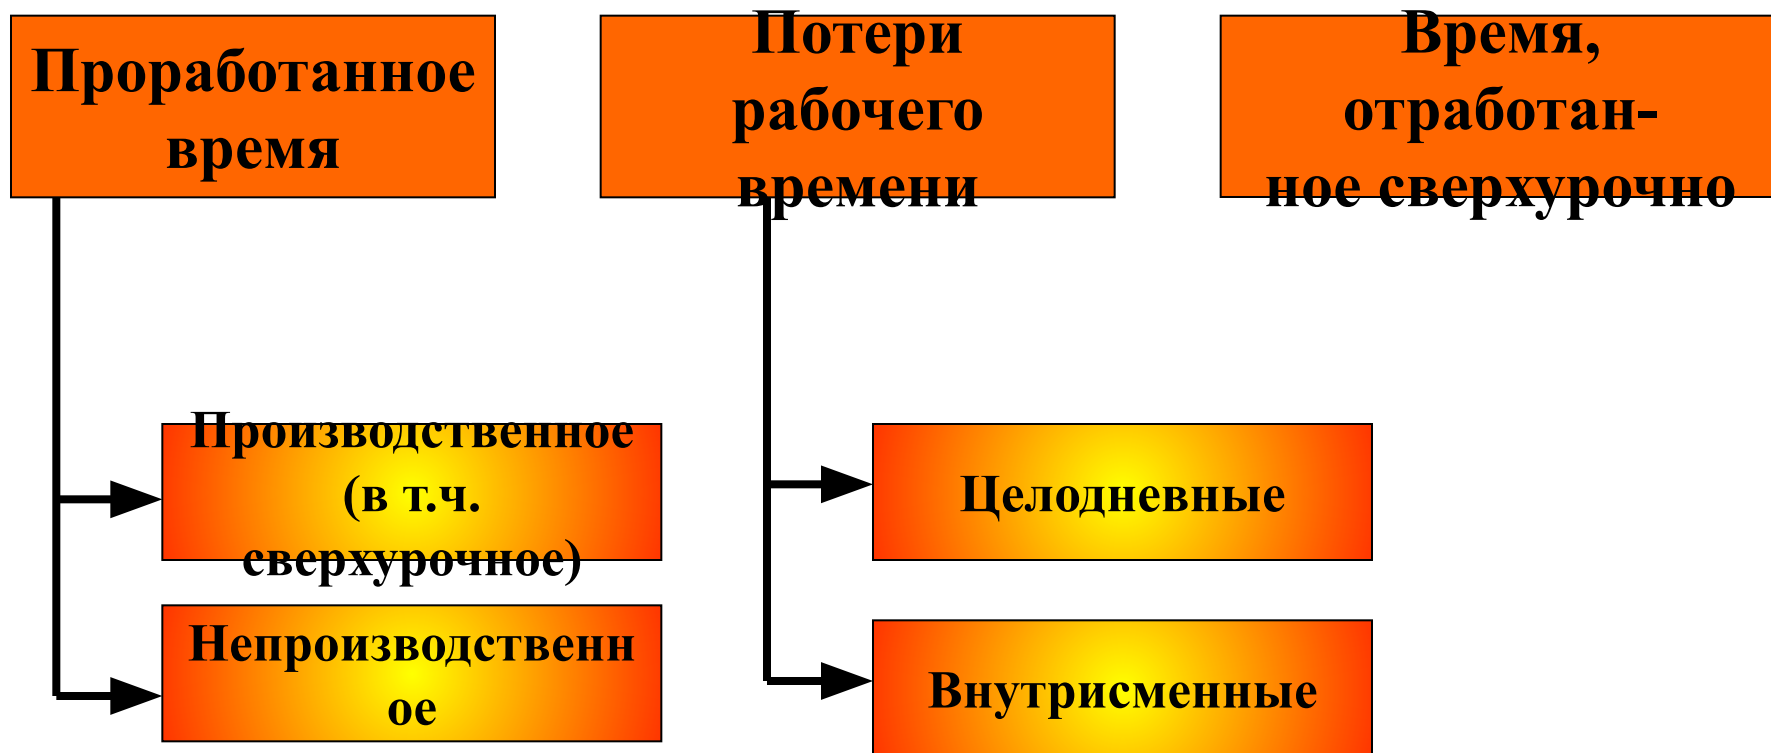 Проработанное
время
Потери
рабочего
времени
Время,
отработан-
ное сверхурочно
Производственное
(в т.ч.
сверхурочное)
Непроизводственн
ое
Целодневные
Внутрисменные